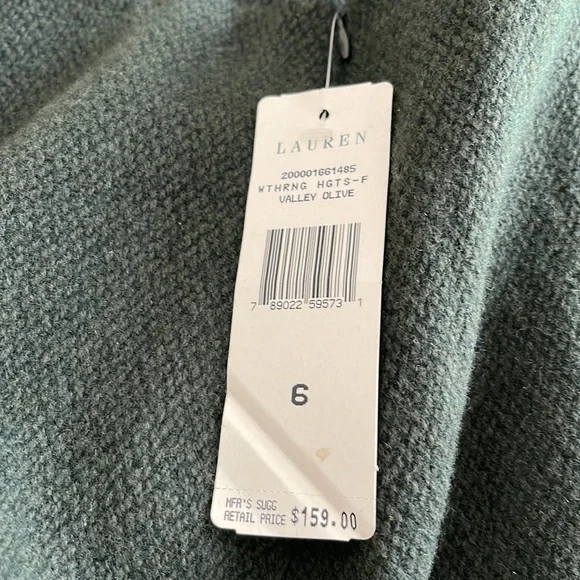 LAUREN
200001661485
WTHRNG HGTS-F
VALLEY OLIVE
7 89022 59573 1
6
MFR'S SUGG
RETAIL PRICE $159.00